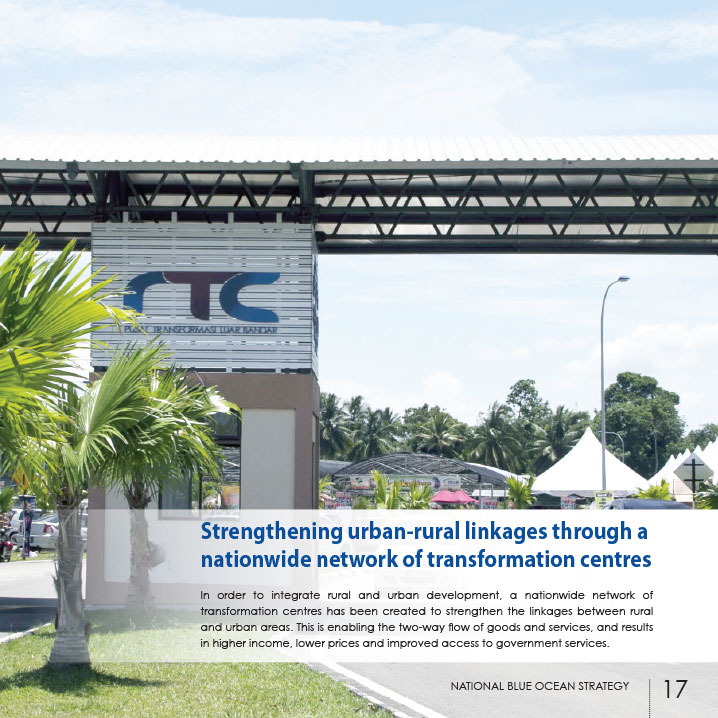 rTC
PUSAT TRANSFORMASI LUAR BANDAR
Strengthening urban-rural linkages through a
nationwide network of transformation centres
In order to integrate rural and urban development, a nationwide network of
transformation centres has been created to strengthen the linkages between rural
and urban areas. This is enabling the two-way flow of goods and services, and results
in higher income, lower prices and improved access to government services.
NATIONAL BLUE OCEAN STRATEGY
17